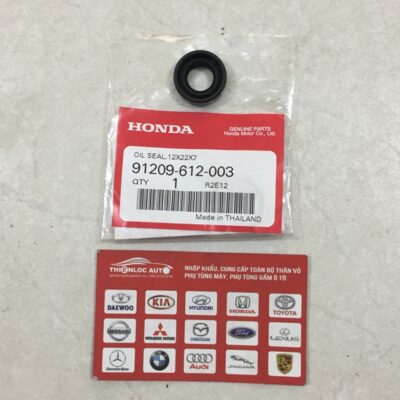 HONDA
GENUINE PARTS
Honda Motor Co., Ltd.
OIL SEAL,12X22X7
91209-612-003
QTY 1 R2E12
Made in THAILAND
THIENLOC AUTO
NHẬP KHẨU, CUNG CẤP TOÀN BỘ THÂN VỎ
PHỤ TÙNG MÁY, PHỤ TÙNG GẦM Ô TÔ
DAEWOO KIA HYUNDAI HONDA TOYOTA
NISSAN MITSUBISHI MOTORS mazda Ford LEXUS
Mercedes-Benz BMW Audi JAGUAR PORSCHE